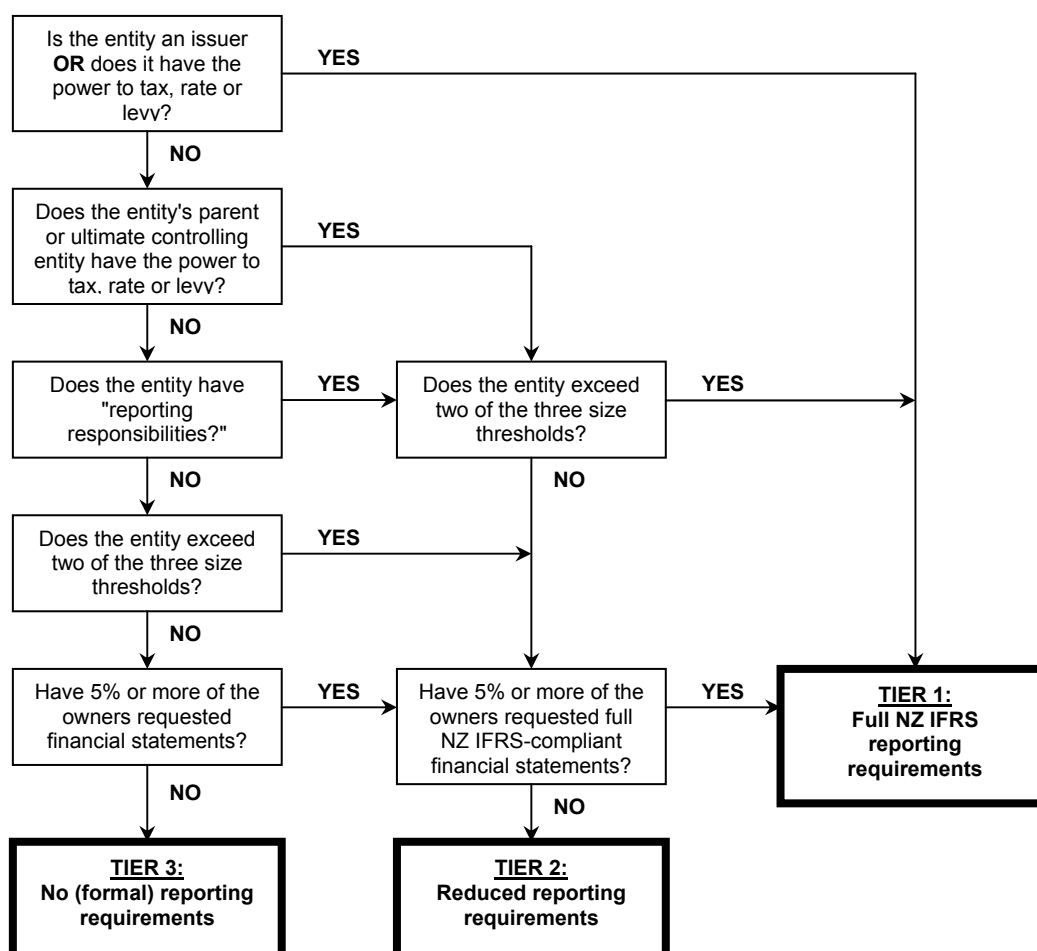 Is the entity an issuer
OR does it have the
power to tax, rate or
levy?
YES
NO
Does the entity's parent
or ultimate controlling
entity have the power to
tax, rate or levy?
YES
NO
Does the entity have
"reporting
responsibilities?"
YES
Does the entity exceed
two of the three size
thresholds?
YES
NO
NO
Does the entity exceed
two of the three size
thresholds?
YES
NO
Have 5% or more of the
owners requested
financial statements?
YES
Have 5% or more of the
owners requested full
NZ IFRS-compliant
financial statements?
YES
TIER 1:
Full NZ IFRS
reporting
requirements
NO
NO
TIER 3:
No (formal) reporting
requirements
TIER 2:
Reduced reporting
requirements